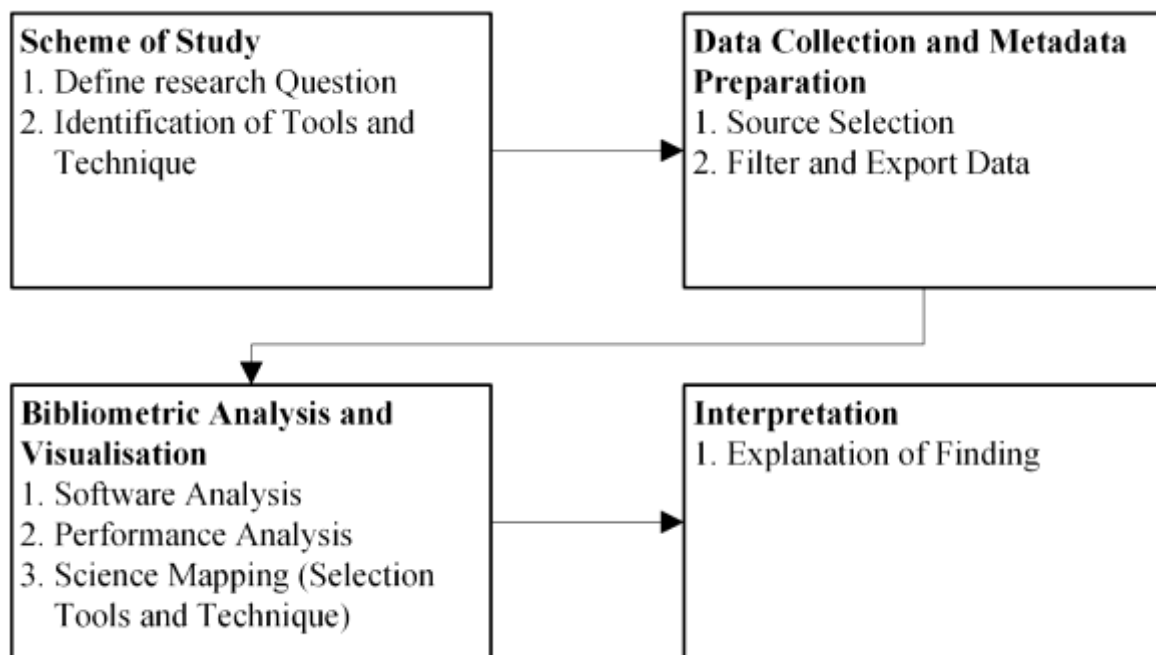 Scheme of Study
1. Define research Question
2. Identification of Tools and
Technique
Data Collection and Metadata
Preparation
1. Source Selection
2. Filter and Export Data
Bibliometric Analysis and
Visualisation
1. Software Analysis
2. Performance Analysis
3. Science Mapping (Selection
Tools and Technique)
Interpretation
1. Explanation of Finding